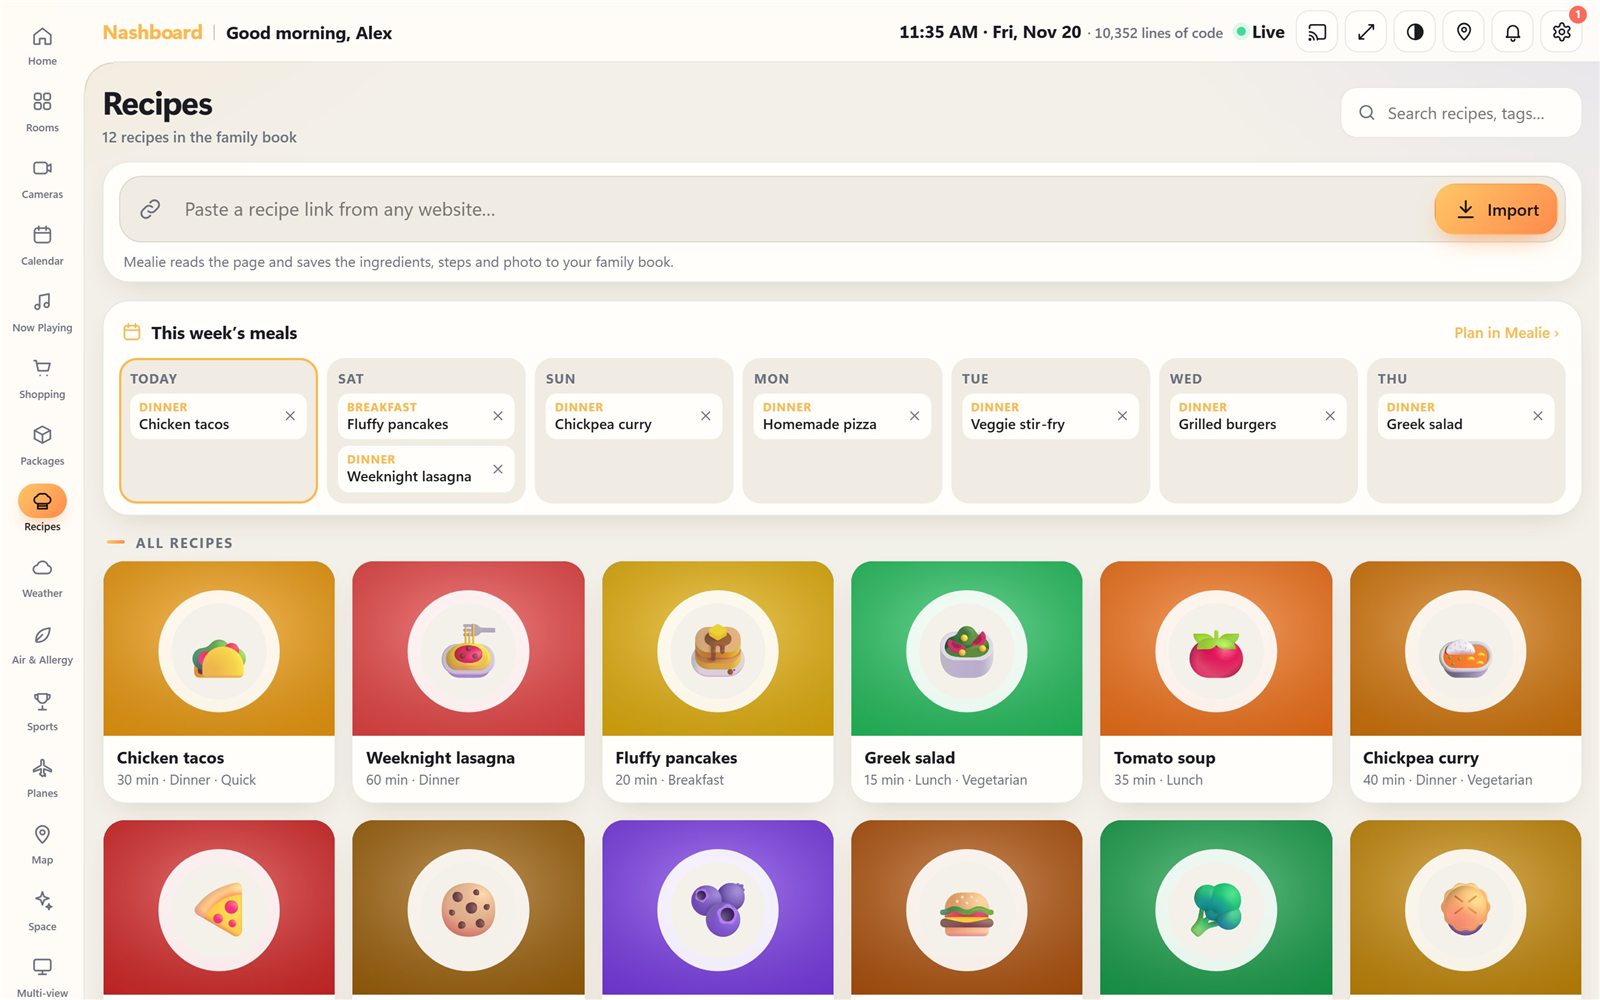 Nashboard
Good morning, Alex
11:35 AM · Fri, Nov 20 · 10,352 lines of code
Live
1
Home
Rooms
Cameras
Calendar
Now Playing
Shopping
Packages
Recipes
Weather
Air & Allergy
Sports
Planes
Map
Space
Multi-view
Recipes
12 recipes in the family book
Search recipes, tags...
Paste a recipe link from any website...
Import
Mealie reads the page and saves the ingredients, steps and photo to your family book.
This week's meals
Plan in Mealie ›
TODAY
DINNER
Chicken tacos
SAT
BREAKFAST
Fluffy pancakes
DINNER
Weeknight lasagna
SUN
DINNER
Chickpea curry
MON
DINNER
Homemade pizza
TUE
DINNER
Veggie stir-fry
WED
DINNER
Grilled burgers
THU
DINNER
Greek salad
ALL RECIPES
Chicken tacos
30 min · Dinner · Quick
Weeknight lasagna
60 min · Dinner
Fluffy pancakes
20 min · Breakfast
Greek salad
15 min · Lunch · Vegetarian
Tomato soup
35 min · Lunch
Chickpea curry
40 min · Dinner · Vegetarian